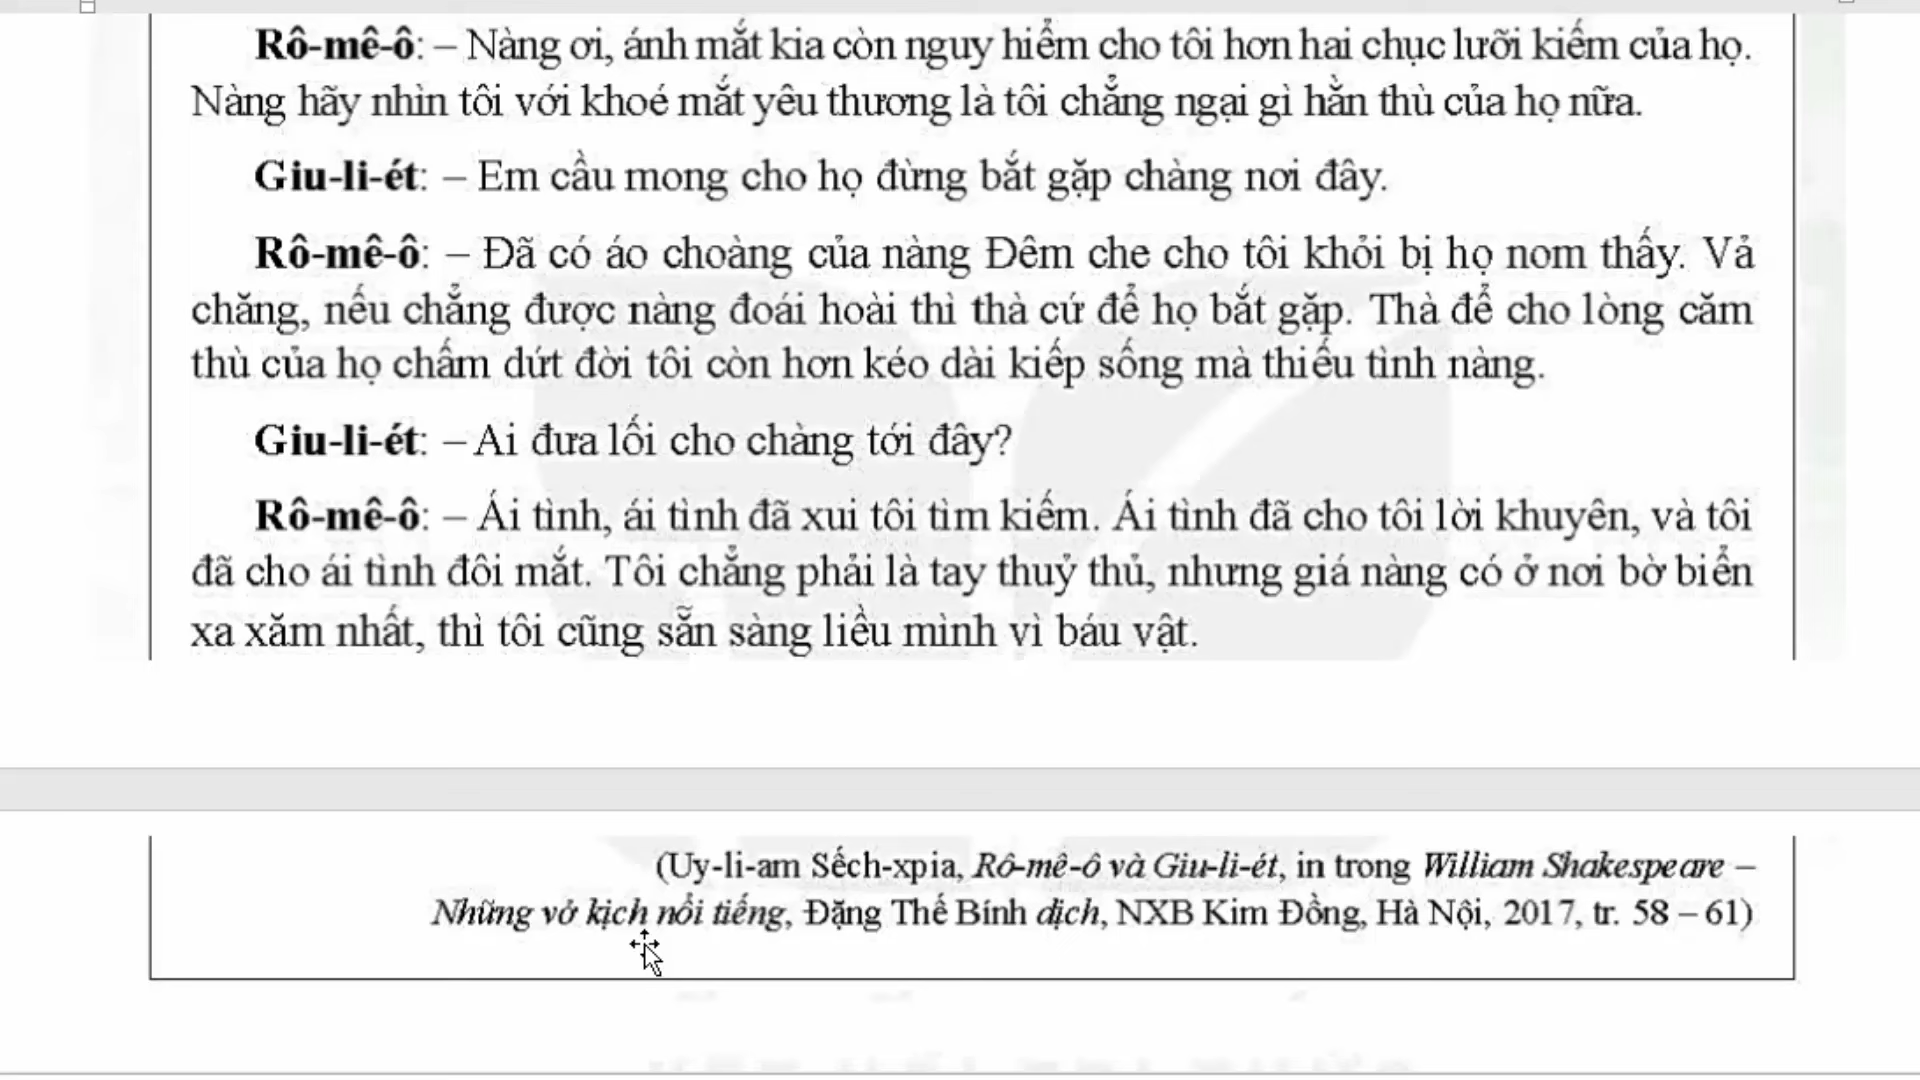 Rô-mê-ô: – Nàng ơi, ánh mắt kia còn nguy hiểm cho tôi hơn hai chục lưỡi kiếm của họ.
Nàng hãy nhìn tôi với khoé mắt yêu thương là tôi chẳng ngại gì hằn thù của họ nữa.
Giu-li-ét: – Em cầu mong cho họ đừng bắt gặp chàng nơi đây.
Rô-mê-ô: – Đã có áo choàng của nàng Đêm che cho tôi khỏi bị họ nom thấy. Vả
chăng, nếu chẳng được nàng đoái hoài thì thà cứ để họ bắt gặp. Thà để cho lòng căm
thù của họ chấm dứt đời tôi còn hơn kéo dài kiếp sống mà thiếu tình nàng.
Giu-li-ét: – Ai đưa lối cho chàng tới đây?
Rô-mê-ô: – Ái tình, ái tình đã xui tôi tìm kiếm. Ái tình đã cho tôi lời khuyên, và tôi
đã cho ái tình đôi mắt. Tôi chẳng phải là tay thuỷ thủ, nhưng giá nàng có ở nơi bờ biển
xa xăm nhất, thì tôi cũng sẵn sàng liều mình vì báu vật.
(Uy-li-am Sếch-xpia, Rô-mê-ô và Giu-li-ét, in trong William Shakespeare –
Những vở kịch nổi tiếng, Đặng Thế Bính dịch, NXB Kim Đồng, Hà Nội, 2017, tr. 58 – 61)